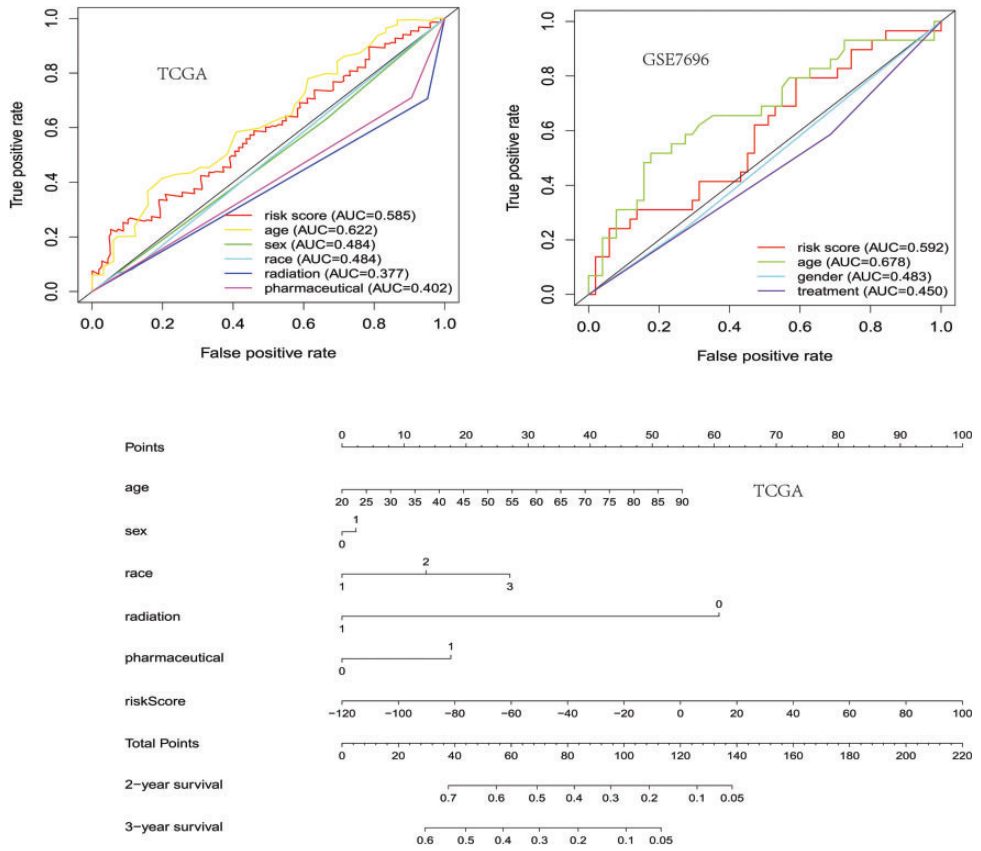 TCGA
True positive rate
0.0 0.2 0.4 0.6 0.8 1.0
risk score (AUC=0.585)
age (AUC=0.622)
sex (AUC=0.484)
race (AUC=0.484)
radiation (AUC=0.377)
pharmaceutical (AUC=0.402)
0.0 0.2 0.4 0.6 0.8 1.0
False positive rate
GSE7696
True positive rate
0.0 0.2 0.4 0.6 0.8 1.0
risk score (AUC=0.592)
age (AUC=0.678)
gender (AUC=0.483)
treatment (AUC=0.450)
0.0 0.2 0.4 0.6 0.8 1.0
False positive rate
Points
0 10 20 30 40 50 60 70 80 90 100
age
20 25 30 35 40 45 50 55 60 65 70 75 80 85 90
TCGA
sex
1
0
race
2
1 3
radiation
0
1
pharmaceutical
1
0
riskScore
−120 −100 −80 −60 −40 −20 0 20 40 60 80 100
Total Points
0 20 40 60 80 100 120 140 160 180 200 220
2−year survival
0.7 0.6 0.5 0.4 0.3 0.2 0.1 0.05
3−year survival
0.6 0.5 0.4 0.3 0.2 0.1 0.05